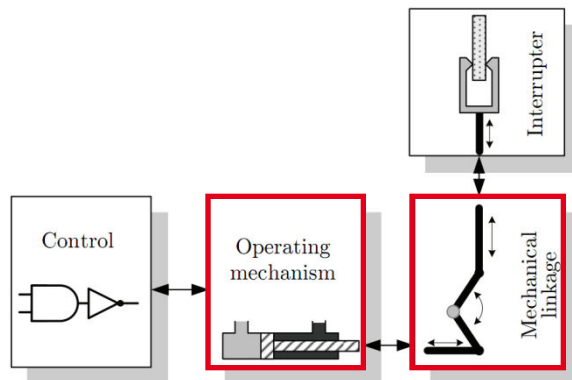 Interrupter
Control
Operating
mechanism
Mechanical
linkage